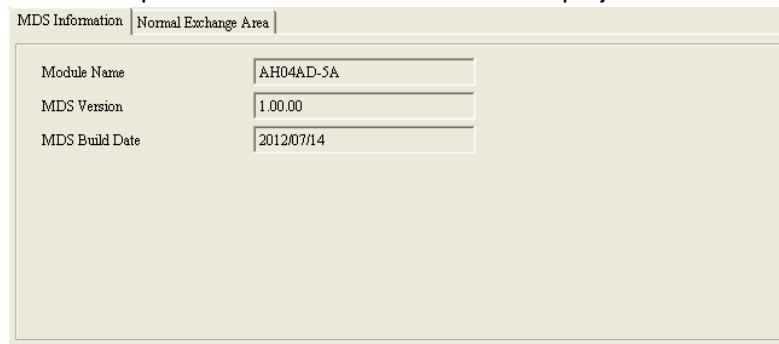 MDS Information Normal Exchange Area
Module Name AH04AD-5A
MDS Version 1.00.00
MDS Build Date 2012/07/14